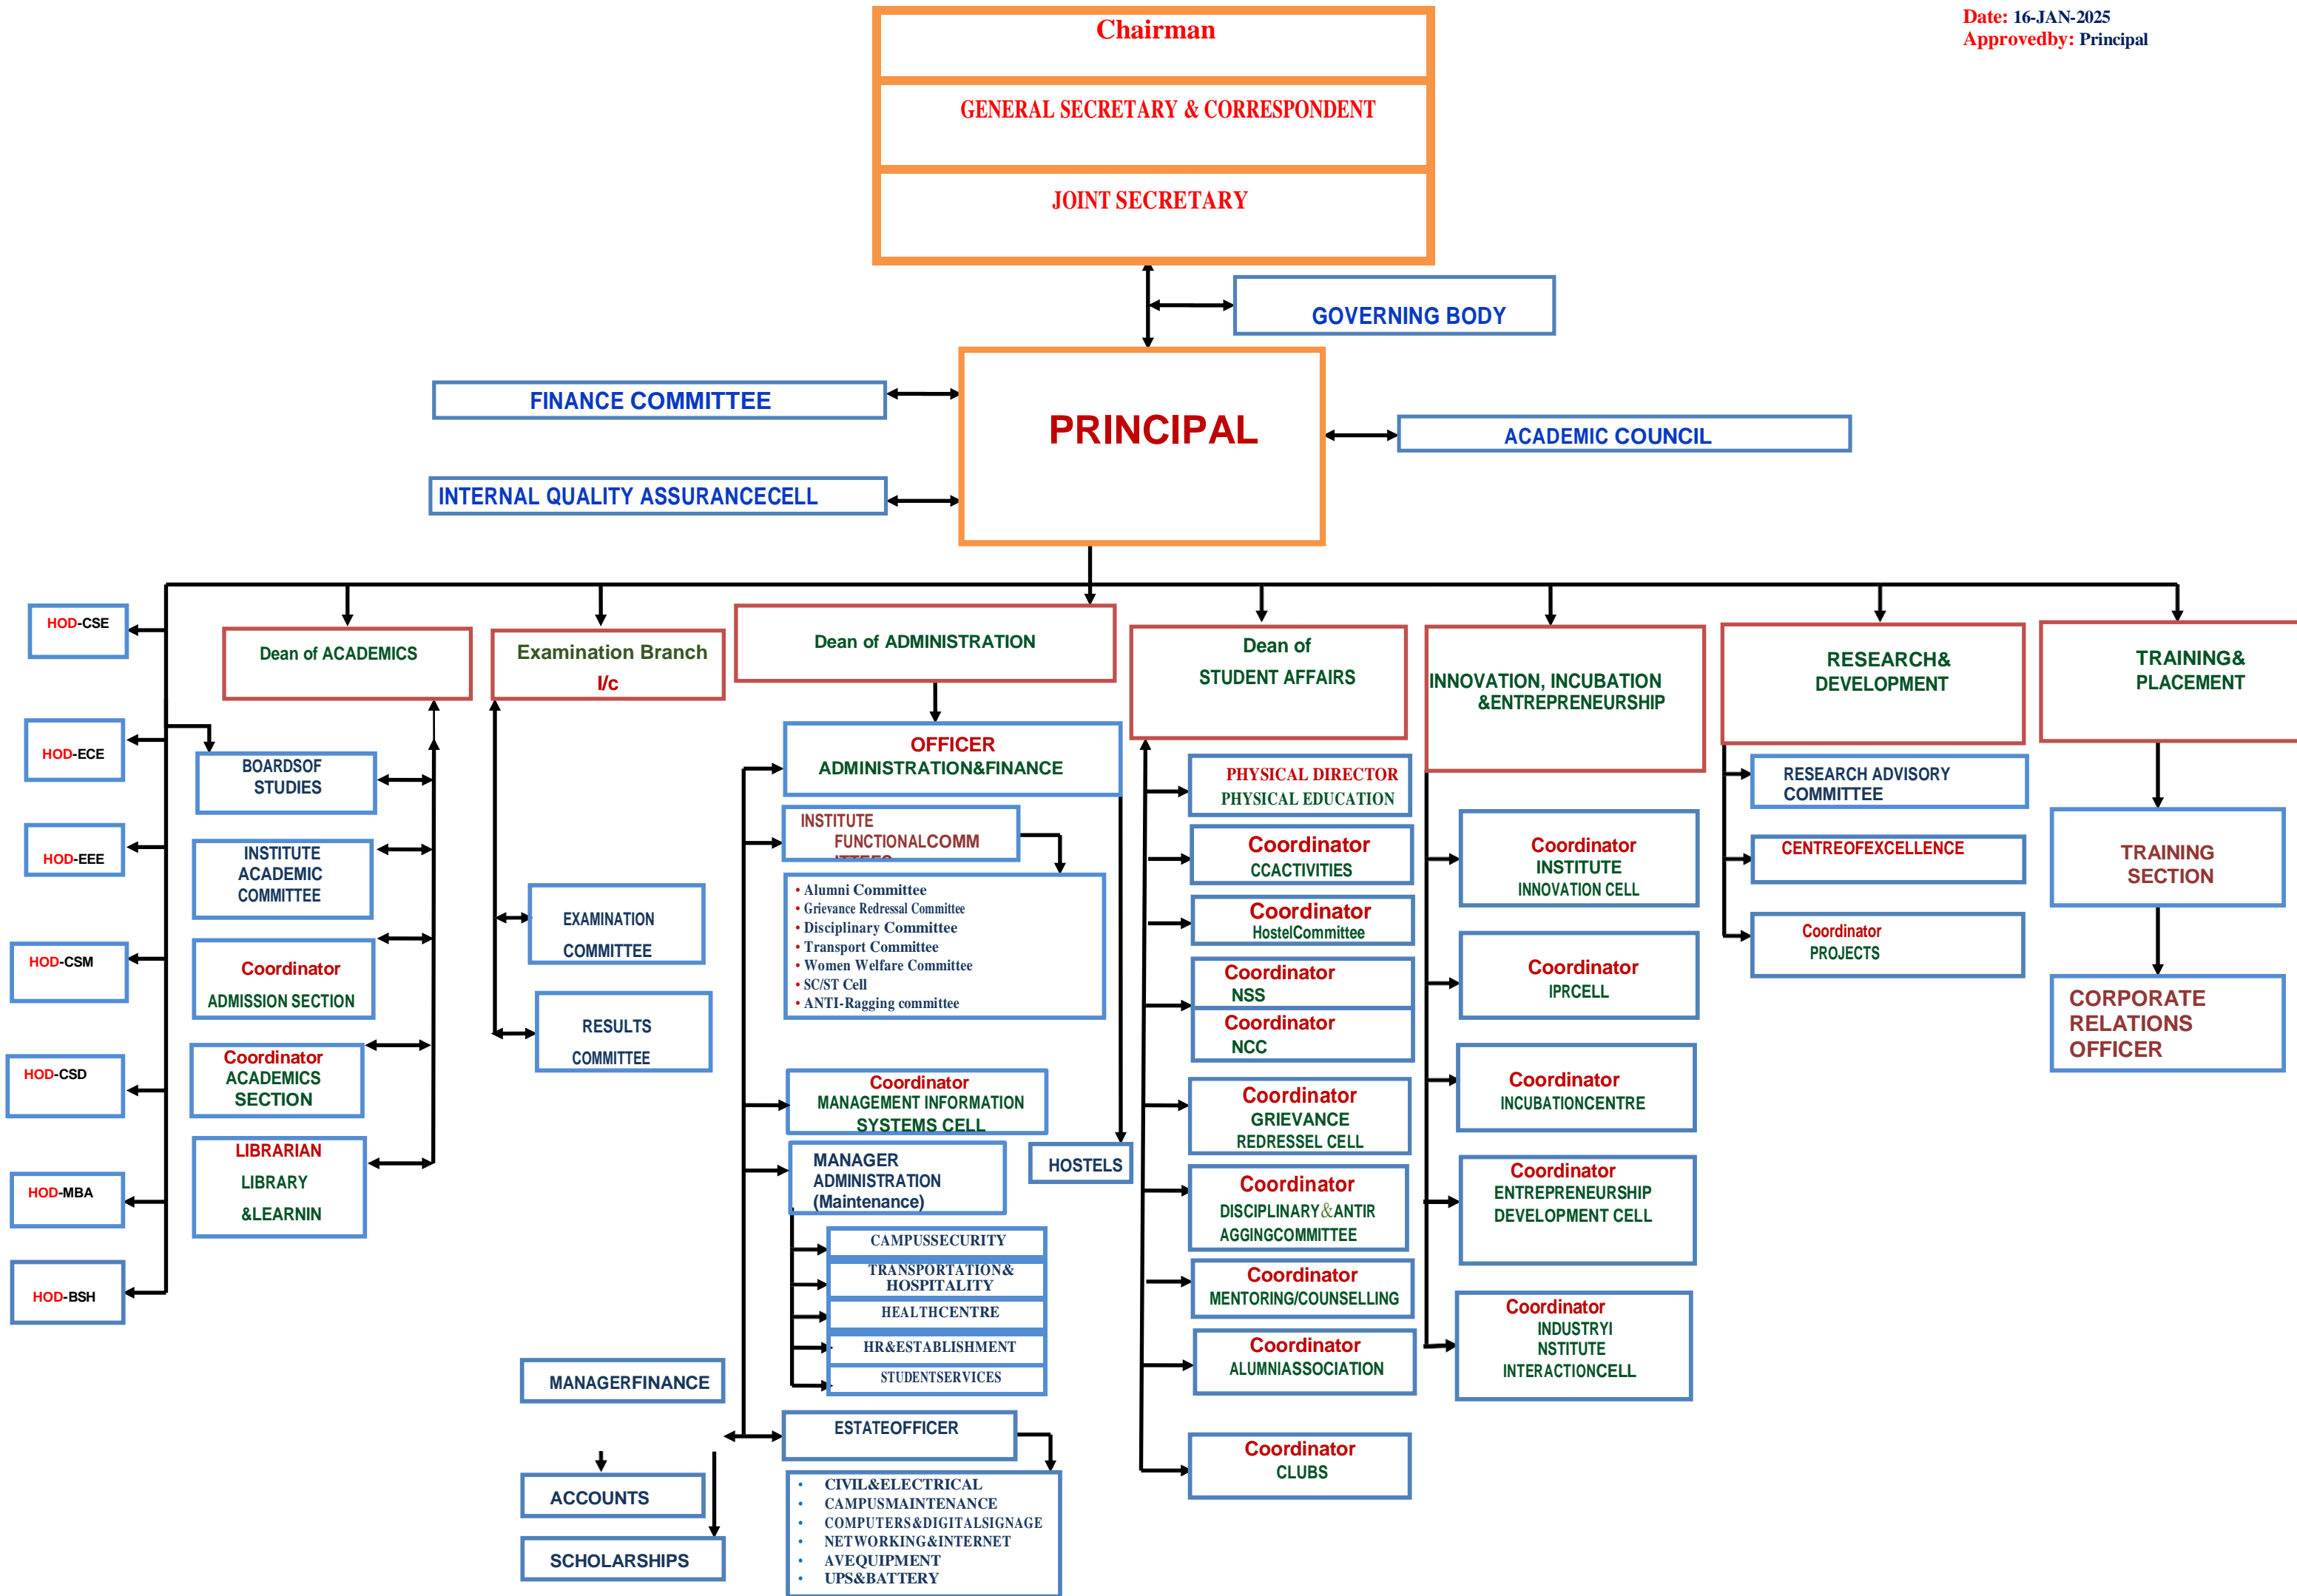 Date: 16-JAN-2025
Approvedby: Principal
Chairman
GENERAL SECRETARY & CORRESPONDENT
JOINT SECRETARY
GOVERNING BODY
FINANCE COMMITTEE
PRINCIPAL
ACADEMIC COUNCIL
INTERNAL QUALITY ASSURANCECELL
HOD-CSE
HOD-ECE
HOD-EEE
HOD-CSM
HOD-CSD
HOD-MBA
HOD-BSH
Dean of ACADEMICS
BOARDSOF
STUDIES
INSTITUTE
ACADEMIC
COMMITTEE
Coordinator
ADMISSION SECTION
Coordinator
ACADEMICS
SECTION
LIBRARIAN
LIBRARY
&LEARNIN
Examination Branch
I/c
EXAMINATION
COMMITTEE
RESULTS
COMMITTEE
Dean of ADMINISTRATION
OFFICER
ADMINISTRATION&FINANCE
INSTITUTE
FUNCTIONALCOMM
ITTEES
• Alumni Committee
• Grievance Redressal Committee
• Disciplinary Committee
• Transport Committee
• Women Welfare Committee
• SC/ST Cell
• ANTI-Ragging committee
Coordinator
MANAGEMENT INFORMATION
SYSTEMS CELL
MANAGER
ADMINISTRATION
(Maintenance)
HOSTELS
CAMPUSSECURITY
TRANSPORTATION&
HOSPITALITY
HEALTHCENTRE
HR&ESTABLISHMENT
STUDENTSERVICES
MANAGERFINANCE
ACCOUNTS
SCHOLARSHIPS
ESTATEOFFICER
• CIVIL&ELECTRICAL
• CAMPUSMAINTENANCE
• COMPUTERS&DIGITALSIGNAGE
• NETWORKING&INTERNET
• AVEQUIPMENT
• UPS&BATTERY
Dean of
STUDENT AFFAIRS
PHYSICAL DIRECTOR
PHYSICAL EDUCATION
Coordinator
CCACTIVITIES
Coordinator
HostelCommittee
Coordinator
NSS
Coordinator
NCC
Coordinator
GRIEVANCE
REDRESSEL CELL
Coordinator
DISCIPLINARY&ANTIR
AGGINGCOMMITTEE
Coordinator
MENTORING/COUNSELLING
Coordinator
ALUMNIASSOCIATION
Coordinator
CLUBS
INNOVATION, INCUBATION
&ENTREPRENEURSHIP
Coordinator
INSTITUTE
INNOVATION CELL
Coordinator
IPRCELL
Coordinator
INCUBATIONCENTRE
Coordinator
ENTREPRENEURSHIP
DEVELOPMENT CELL
Coordinator
INDUSTRYI
NSTITUTE
INTERACTIONCELL
RESEARCH&
DEVELOPMENT
RESEARCH ADVISORY
COMMITTEE
CENTREOFEXCELLENCE
Coordinator
PROJECTS
TRAINING&
PLACEMENT
TRAINING
SECTION
CORPORATE
RELATIONS
OFFICER